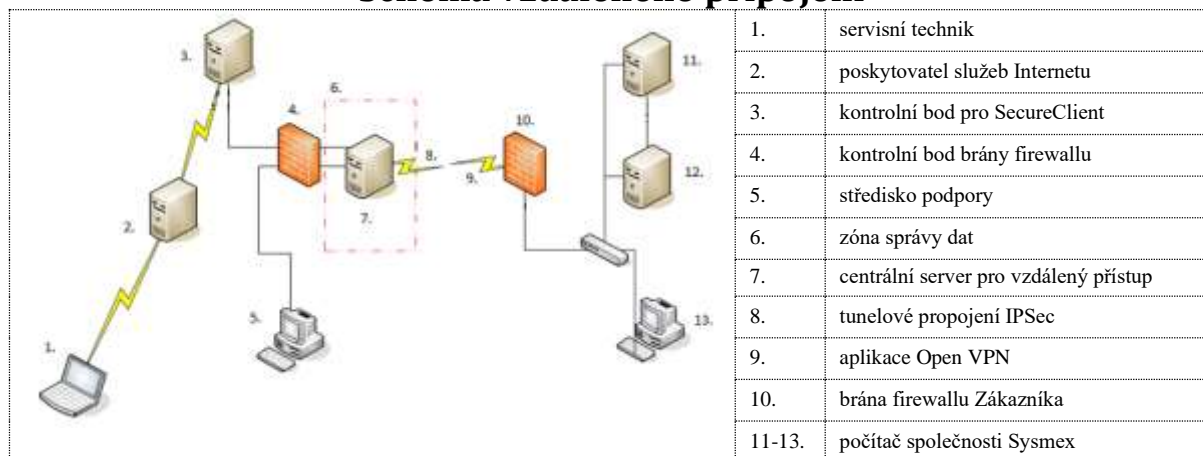 Schéma vzdáleného připojení
1. servisní technik
2. poskytovatel služeb Internetu
3. kontrolní bod pro SecureClient
4. kontrolní bod brány firewallu
5. středisko podpory
6. zóna správy dat
7. centrální server pro vzdálený přístup
8. tunelové propojení IPSec
9. aplikace Open VPN
10. brána firewallu Zákazníka
11-13. počítač společnosti Sysmex
3.
6.
4.
10.
11.
8.
9.
12.
2.
7.
5.
13.
1.